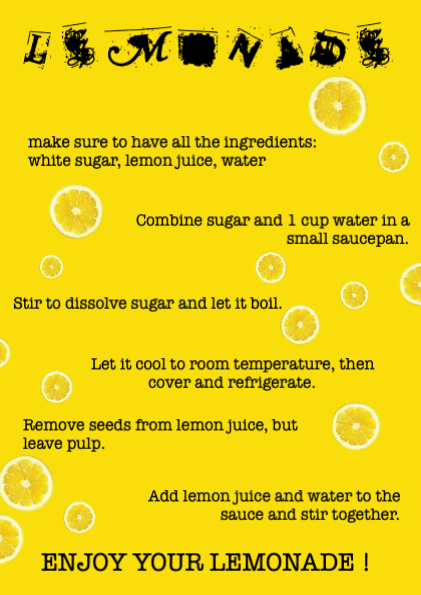 LEMONADE
make sure to have all the ingredients:
white sugar, lemon juice, water
Combine sugar and 1 cup water in a
small saucepan.
Stir to dissolve sugar and let it boil.
Let it cool to room temperature, then
cover and refrigerate.
Remove seeds from lemon juice, but
leave pulp.
Add lemon juice and water to the
sauce and stir together.
ENJOY YOUR LEMONADE !